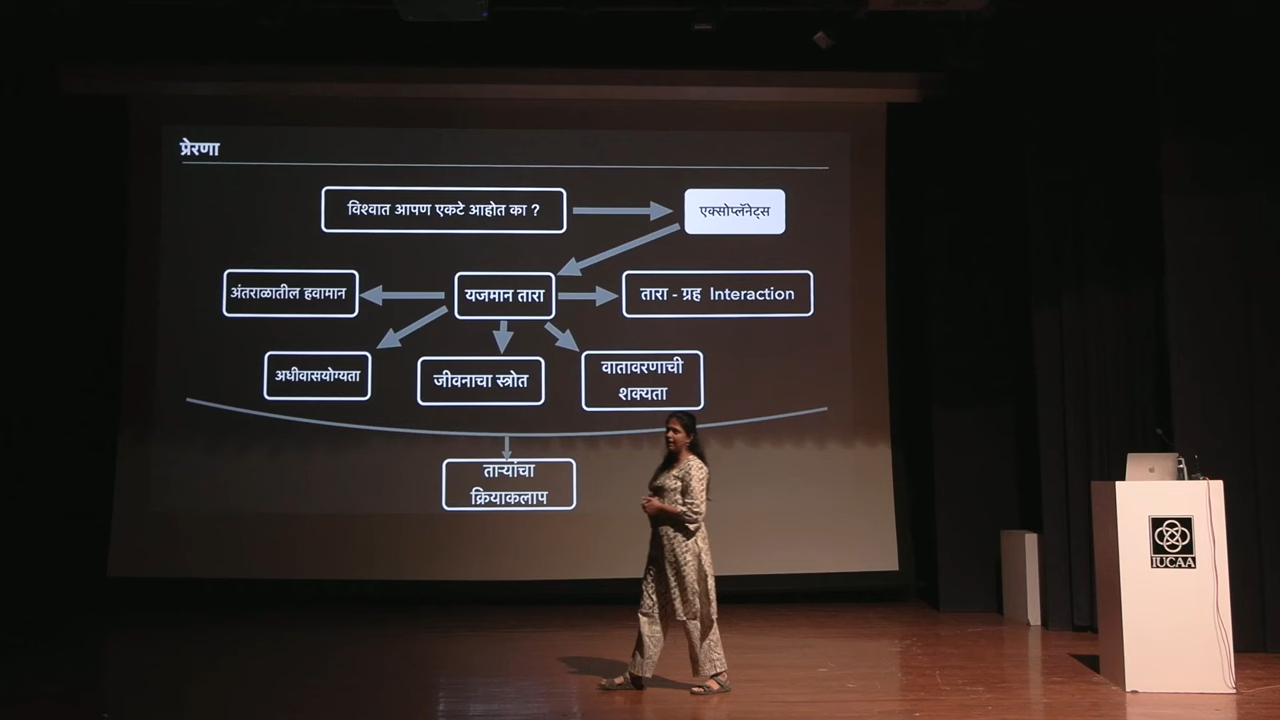 प्रेरणा
विश्वात आपण एकटे आहोत का ?
एक्सोप्लॅनेट्स
अंतराळातील हवामान
यजमान तारा
तारा - ग्रह Interaction
अधीवासयोग्यता
जीवनाचा स्त्रोत
वातावरणाची
शक्यता
ताऱ्यांचा
क्रियाकलाप
IUCAA